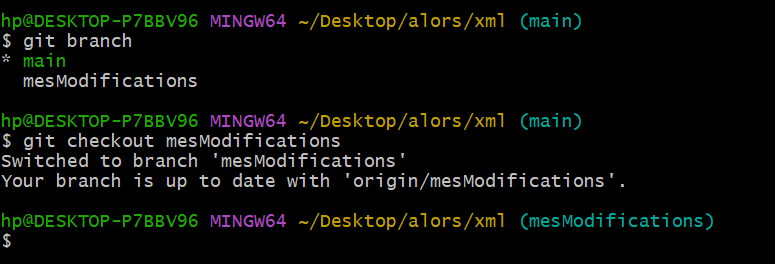 hp@DESKTOP-P7BBV96 MINGW64 ~/Desktop/alors/xml (main)
$ git branch
* main
  mesModifications
hp@DESKTOP-P7BBV96 MINGW64 ~/Desktop/alors/xml (main)
$ git checkout mesModifications
Switched to branch 'mesModifications'
Your branch is up to date with 'origin/mesModifications'.
hp@DESKTOP-P7BBV96 MINGW64 ~/Desktop/alors/xml (mesModifications)
$